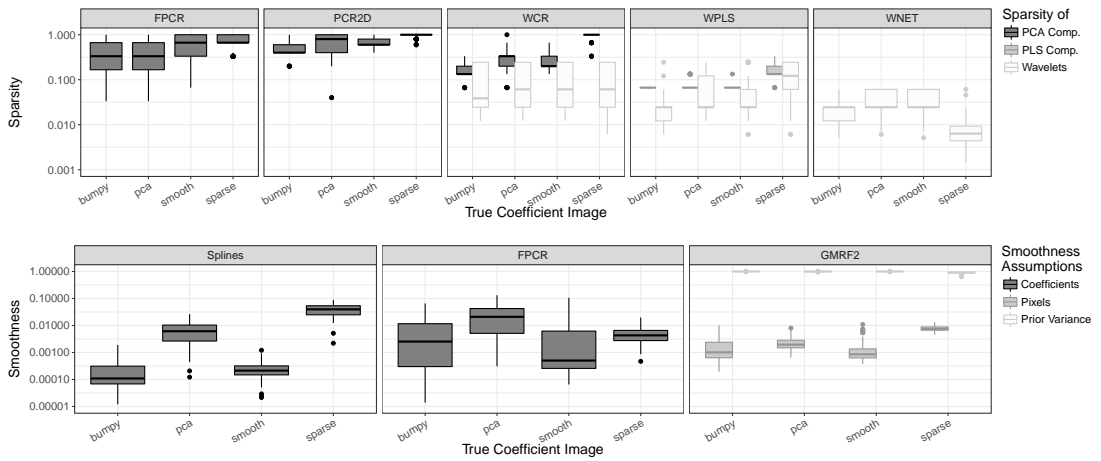 FPCR PCR2D WCR WPLS WNET
Sparsity of
PCA Comp.
PLS Comp.
Wavelets
Sparsity
1.000
0.100
0.010
0.001
bumpy pca smooth sparse bumpy pca smooth sparse bumpy pca smooth sparse bumpy pca smooth sparse bumpy pca smooth sparse
True Coefficient Image
Splines FPCR GMRF2
Smoothness
Assumptions
Coefficients
Pixels
Prior Variance
Smoothness
1.00000
0.10000
0.01000
0.00100
0.00010
0.00001
bumpy pca smooth sparse bumpy pca smooth sparse bumpy pca smooth sparse
True Coefficient Image